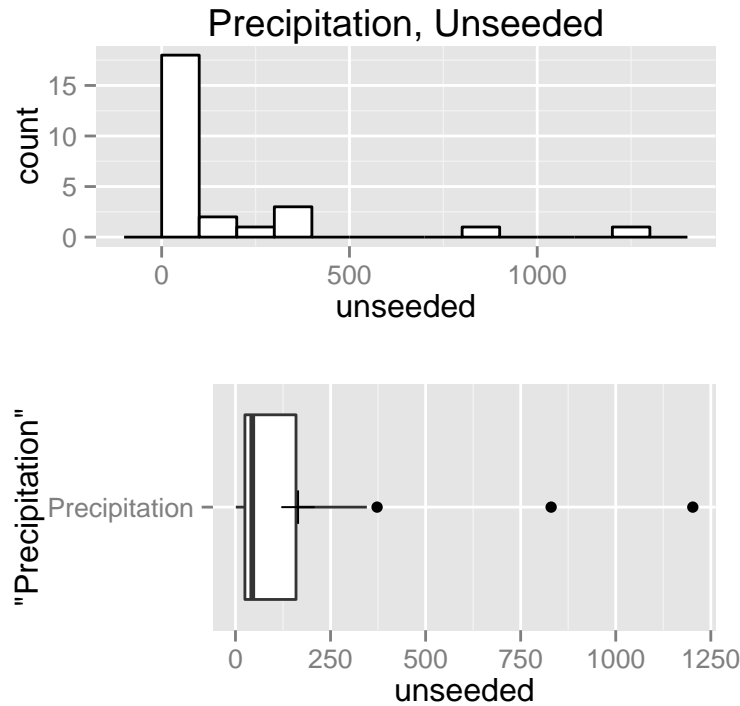 Precipitation, Unseeded
count
15
10
5
0
0 500 1000
unseeded
"Precipitation"
Precipitation
0 250 500 750 1000 1250
unseeded